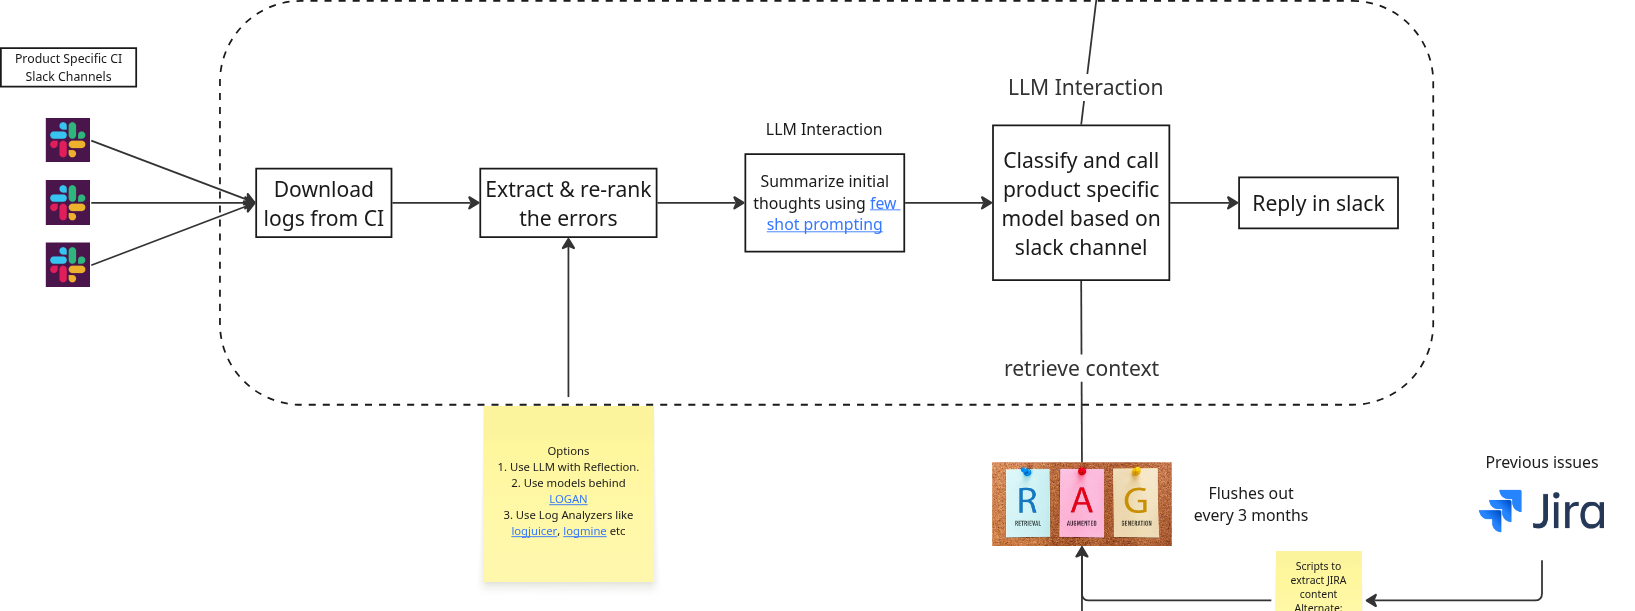 Product Specific CI
Slack Channels
LLM Interaction
LLM Interaction
Download
logs from CI
Extract & re-rank
the errors
Summarize initial
thoughts using few
shot prompting
Classify and call
product specific
model based on
slack channel
Reply in slack
retrieve context
Options
1. Use LLM with Reflection.
2. Use models behind
LOGAN
3. Use Log Analyzers like
logjuicer, logmine etc
R A G
RETRIEVAL AUGMENTED GENERATION
Flushes out
every 3 months
Previous issues
Jira
Scripts to
extract JIRA
content
Alternate: